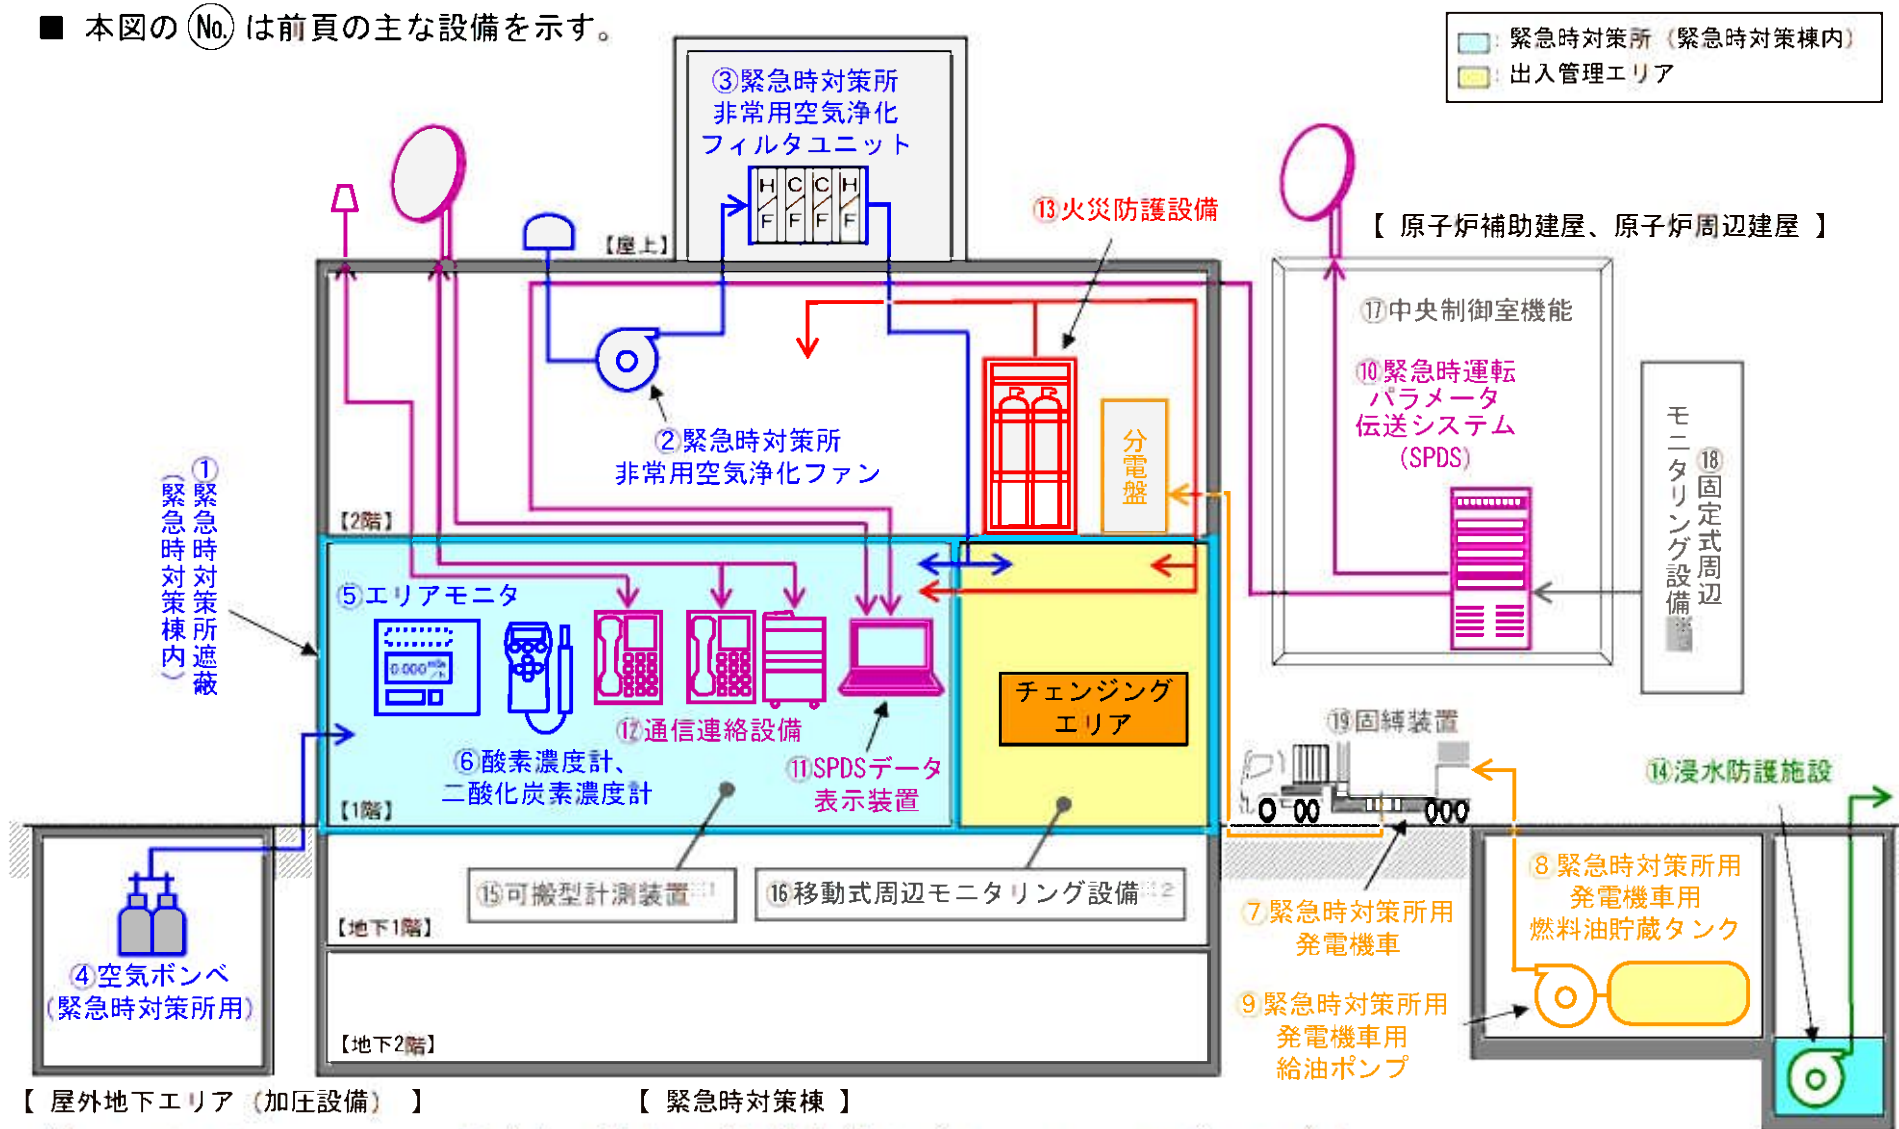 ■ 本図の No. は前頁の主な設備を示す。
緊急時対策所（緊急時対策棟内）
出入管理エリア
③緊急時対策所
非常用空気浄化
フィルタユニット
H C C H
F F F F
【屋上】
⑬火災防護設備
【 原子炉補助建屋、原子炉周辺建屋 】
⑰中央制御室機能
⑩緊急時運転
パラメータ
伝送システム
(SPDS)
⑱固定式周辺
モニタリング設備
②緊急時対策所
非常用空気浄化ファン
分電盤
【2階】
①緊急時対策所遮蔽
（緊急時対策棟内）
⑤エリアモニタ
0.000
⑫通信連絡設備
⑥酸素濃度計、
二酸化炭素濃度計
⑪SPDSデータ
表示装置
チェンジング
エリア
【1階】
⑲固縛装置
⑭浸水防護施設
⑮可搬型計測装置
⑯移動式周辺モニタリング設備
【地下1階】
⑦緊急時対策所用
発電機車
⑧緊急時対策所用
発電機車用
燃料油貯蔵タンク
⑨緊急時対策所用
発電機車用
給油ポンプ
④空気ボンベ
(緊急時対策所用)
【地下2階】
【 屋外地下エリア（加圧設備） 】
【 緊急時対策棟 】